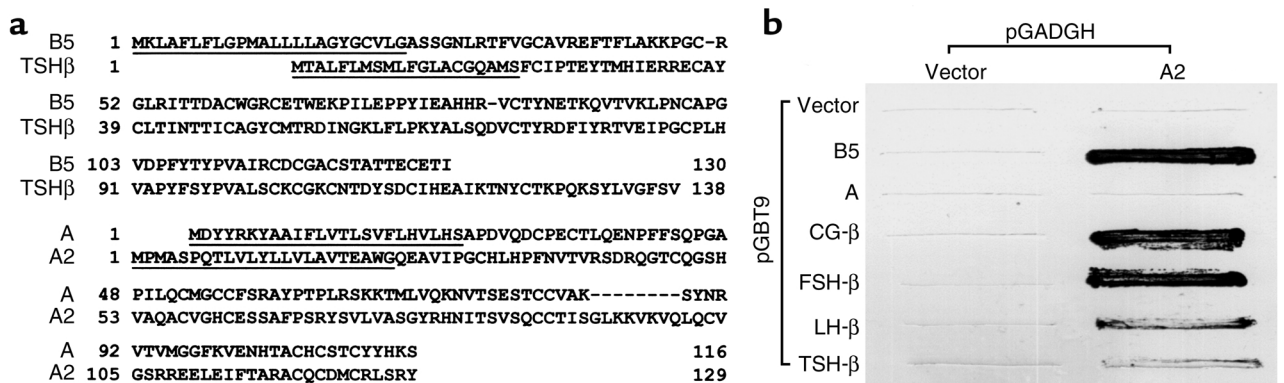 a
B5 1 MKLAFLFLGPMALLLLAGYGCVLGASSGNLRTFVGCAVREFTFLAKKPGC-R
TSHβ 1 MTALFLMSMLFGLACGQAMSFCIPTEYTMHIERRECAY
B5 52 GLRITTDACWGRCETWEKPILEPPYIEAHHR-VCTYNETKQVTVKLPNCAPG
TSHβ 39 CLTINTTICAGYCMTRDINGKLFLPKYALSQDVCTYRDFIYRTVEIPGCPLH
B5 103 VDPFYTYPVAIRCDCGACSTATTECETI 130
TSHβ 91 VAPYFSYPVALSCKCGKCNTDYSDCIHEAIKTNYCTKPQKSYLVGFSV 138
A 1 MDYYRKYAAIFLVTLSVFLHVLHSAPDVQDCPECTLQENPFFSQPGA
A2 1 MPMASPQTLVLYLLVLAVTEAWGQEAVIPGCHLHPFNVTVRSDRQGTCQGSH
A 48 PILQCMGCCFSRAYPTPLRSKKTMLVQKNVTSESTCCVAK--------SYNR
A2 53 VAQACVGHCESSAFPSRYSVLVASGYRHNITSVSQCCTISGLKKVKVQLQCV
A 92 VTVMGGFKVENHTACHCSTCYYHKS 116
A2 105 GSRREELEIFTARACQCDMCRLSRY 129
b
pGADGH
Vector A2
pGBT9
Vector
B5
A
CG-β
FSH-β
LH-β
TSH-β